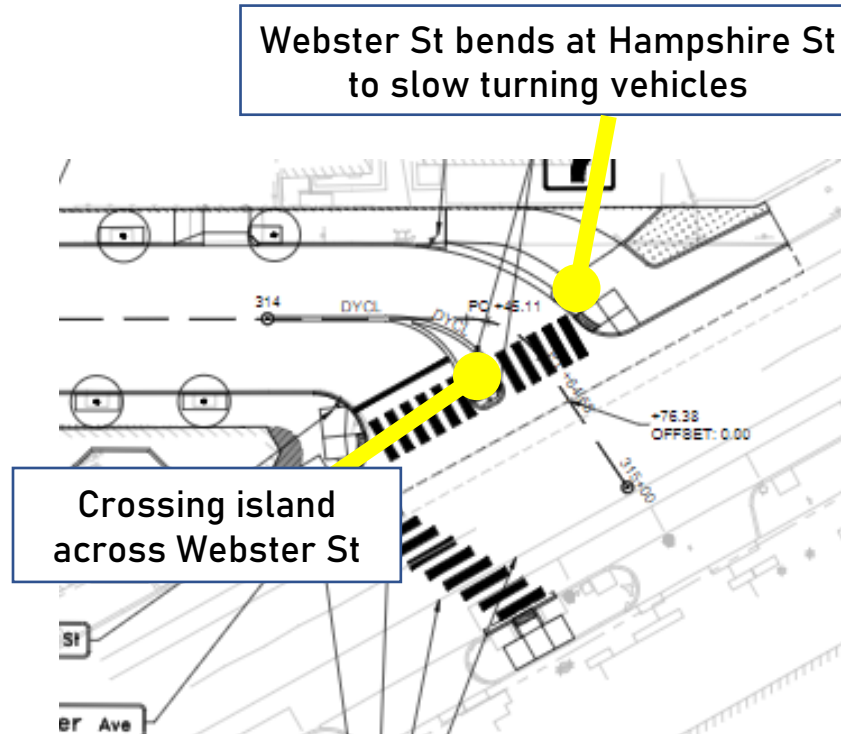 Webster St bends at Hampshire St
to slow turning vehicles
314
DYCL
DYCL
PC +45.11
+76.38
OFFSET: 0.00
315+00
Crossing island
across Webster St
St
er Ave